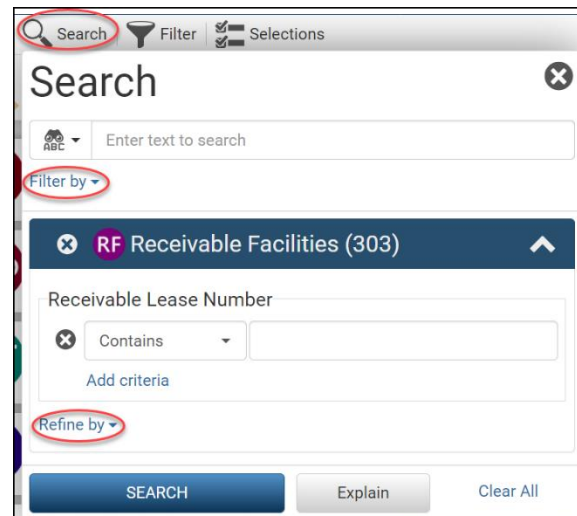 Search Filter Selections
Search
ABC Enter text to search
Filter by
RF Receivable Facilities (303)
Receivable Lease Number
Contains
Add criteria
Refine by
SEARCH Explain Clear All